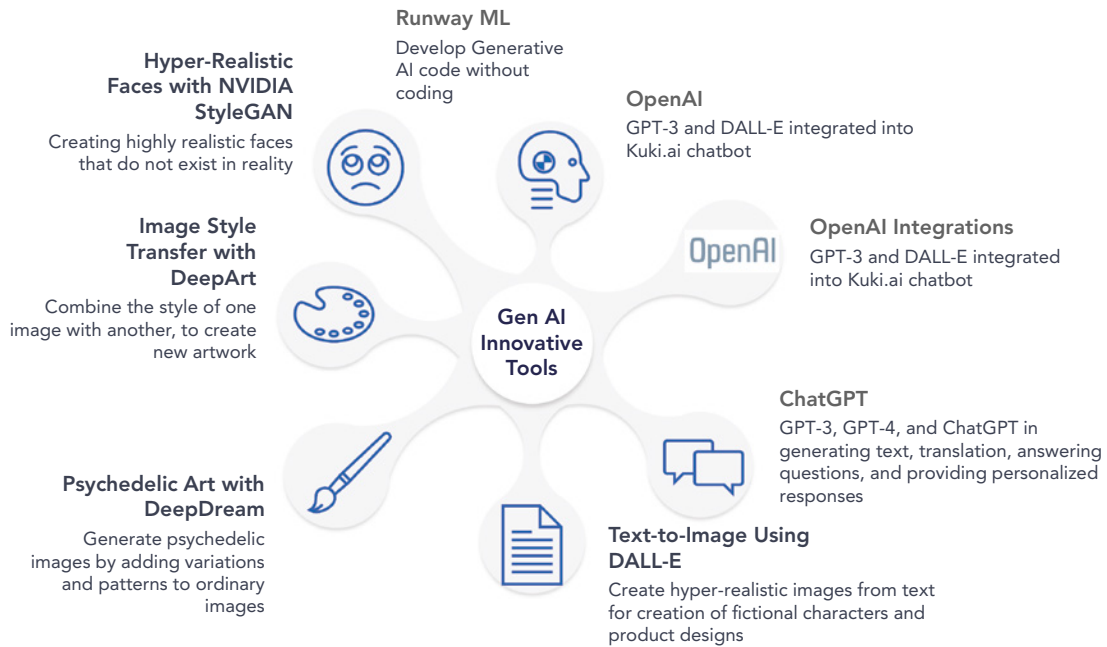 Runway ML
Develop Generative
AI code without
coding
Hyper-Realistic
Faces with NVIDIA
StyleGAN
Creating highly realistic faces
that do not exist in reality
OpenAI
GPT-3 and DALL-E integrated into
Kuki.ai chatbot
Image Style
Transfer with
DeepArt
Combine the style of one
image with another, to create
new artwork
OpenAI
OpenAI Integrations
GPT-3 and DALL-E integrated
into Kuki.ai chatbot
Gen AI
Innovative
Tools
ChatGPT
GPT-3, GPT-4, and ChatGPT in
generating text, translation, answering
questions, and providing personalized
responses
Psychedelic Art with
DeepDream
Generate psychedelic
images by adding variations
and patterns to ordinary
images
Text-to-Image Using
DALL-E
Create hyper-realistic images from text
for creation of fictional characters and
product designs